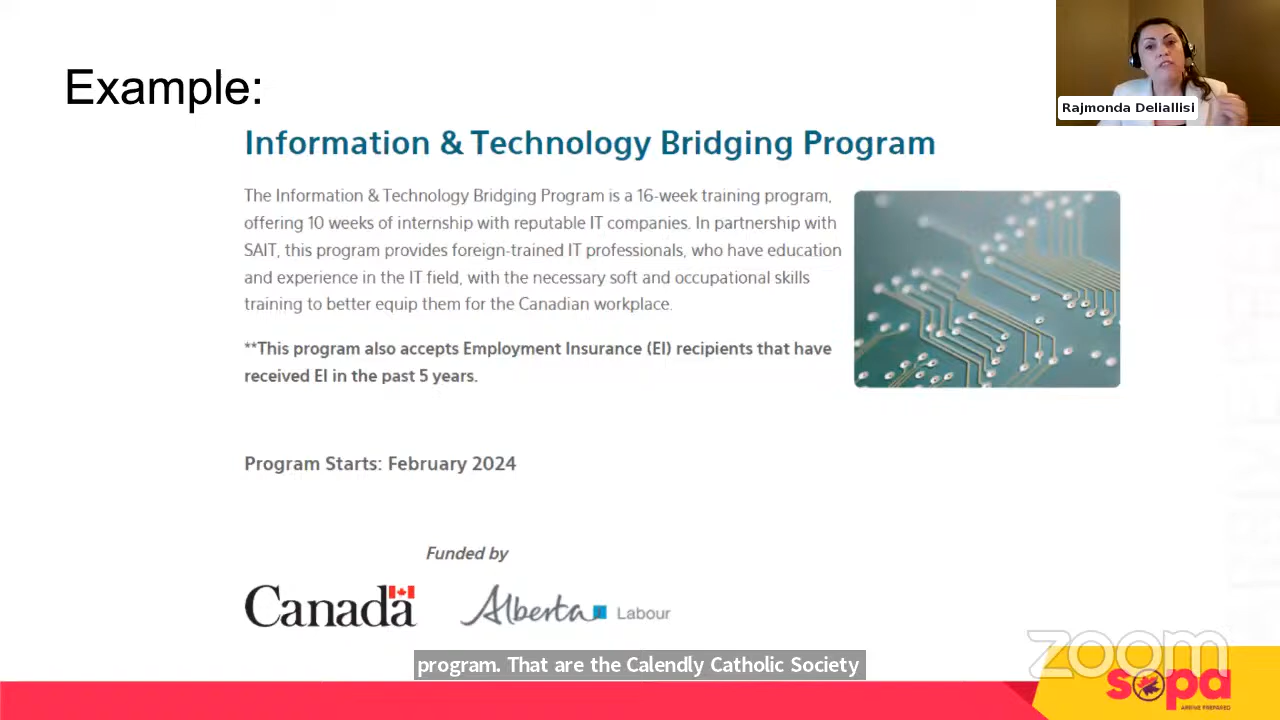 Example:
Rajmonda Deliallisi
Information & Technology Bridging Program
The Information & Technology Bridging Program is a 16-week training program,
offering 10 weeks of internship with reputable IT companies. In partnership with
SAIT, this program provides foreign-trained IT professionals, who have education
and experience in the IT field, with the necessary soft and occupational skills
training to better equip them for the Canadian workplace.
**This program also accepts Employment Insurance (EI) recipients that have
received EI in the past 5 years.
Program Starts: February 2024
Funded by
Canada
Alberta Labour
program. That are the Calendly Catholic Society
zoom
sopa
ARRIVE PREPARED